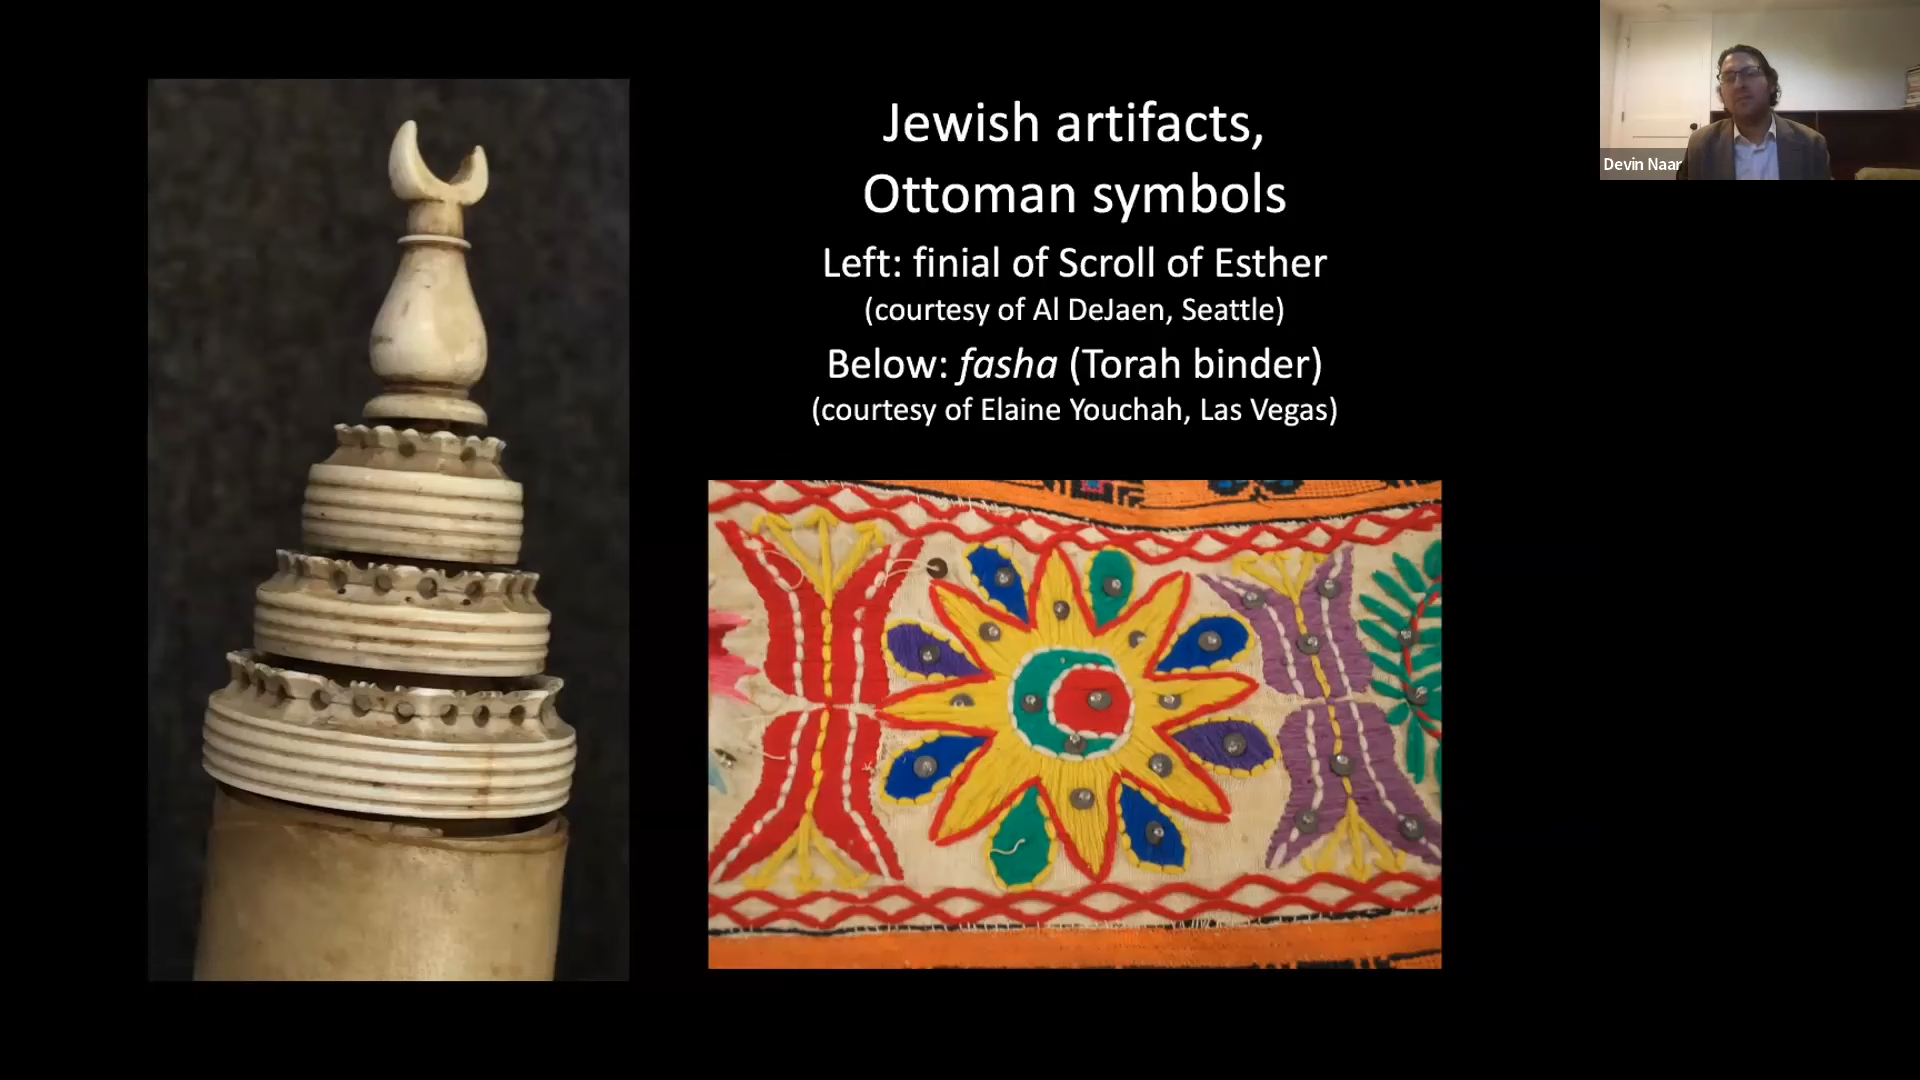 Jewish artifacts,
Ottoman symbols
Left: finial of Scroll of Esther
(courtesy of Al DeJaen, Seattle)
Below: fasha (Torah binder)
(courtesy of Elaine Youchah, Las Vegas)
Devin Naar